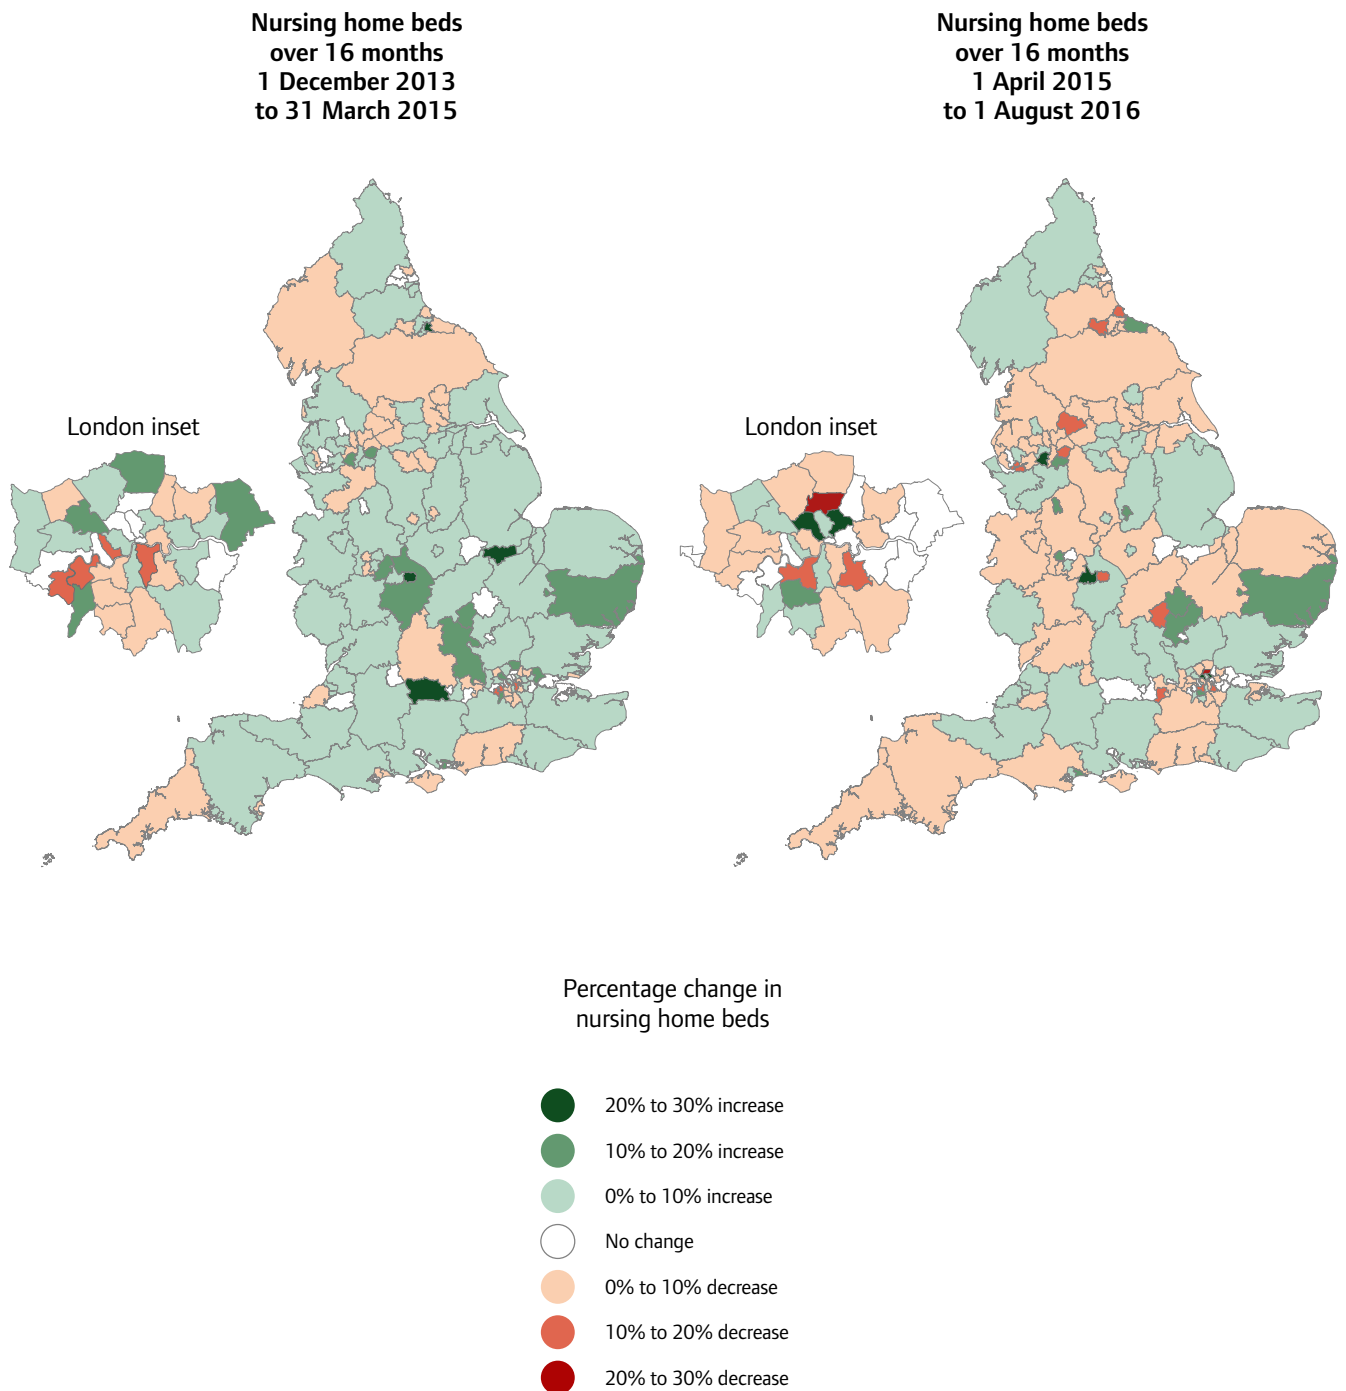 Nursing home beds
over 16 months
1 December 2013
to 31 March 2015
Nursing home beds
over 16 months
1 April 2015
to 1 August 2016
London inset
London inset
Percentage change in
nursing home beds
20% to 30% increase
10% to 20% increase
0% to 10% increase
No change
0% to 10% decrease
10% to 20% decrease
20% to 30% decrease